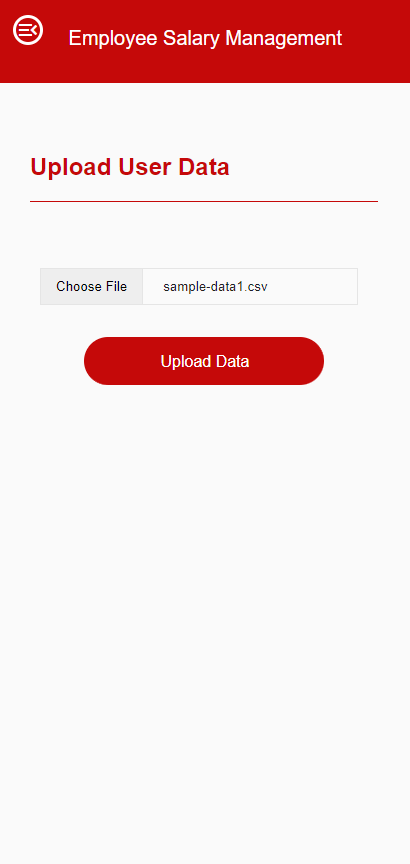 Employee Salary Management
Upload User Data
Choose File sample-data1.csv
Upload Data